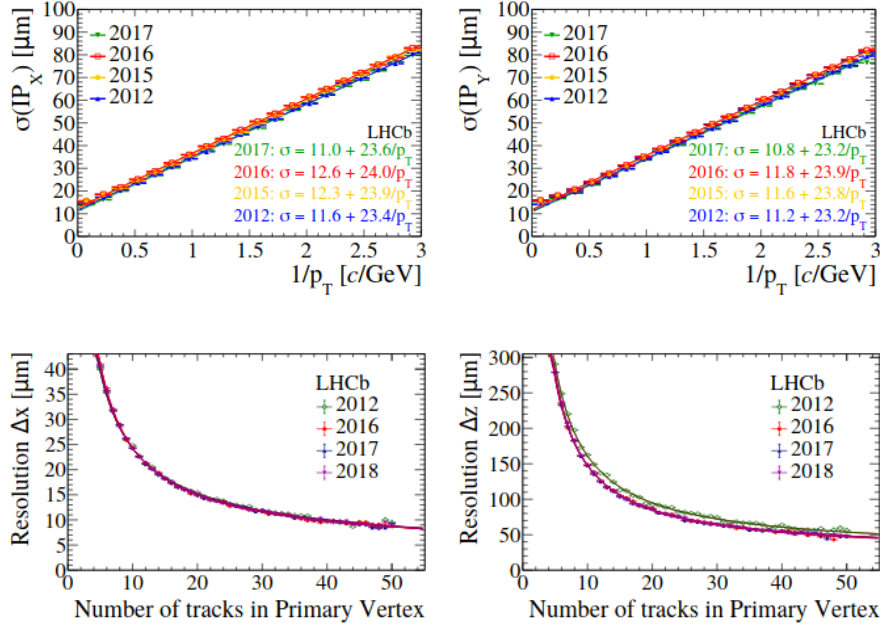 σ(IP_X) [μm]
100
90
80
70
60
50
40
30
20
10
0
2017
2016
2015
2012
LHCb
2017: σ = 11.0 + 23.6/p_T
2016: σ = 12.6 + 24.0/p_T
2015: σ = 12.3 + 23.9/p_T
2012: σ = 11.6 + 23.4/p_T
0 0.5 1 1.5 2 2.5 3
1/p_T [c/GeV]
σ(IP_Y) [μm]
100
90
80
70
60
50
40
30
20
10
0
2017
2016
2015
2012
LHCb
2017: σ = 10.8 + 23.2/p_T
2016: σ = 11.8 + 23.9/p_T
2015: σ = 11.6 + 23.8/p_T
2012: σ = 11.2 + 23.2/p_T
0 0.5 1 1.5 2 2.5 3
1/p_T [c/GeV]
Resolution Δx [μm]
40
35
30
25
20
15
10
5
0
LHCb
2012
2016
2017
2018
0 10 20 30 40 50
Number of tracks in Primary Vertex
Resolution Δz [μm]
300
250
200
150
100
50
0
LHCb
2012
2016
2017
2018
0 10 20 30 40 50
Number of tracks in Primary Vertex